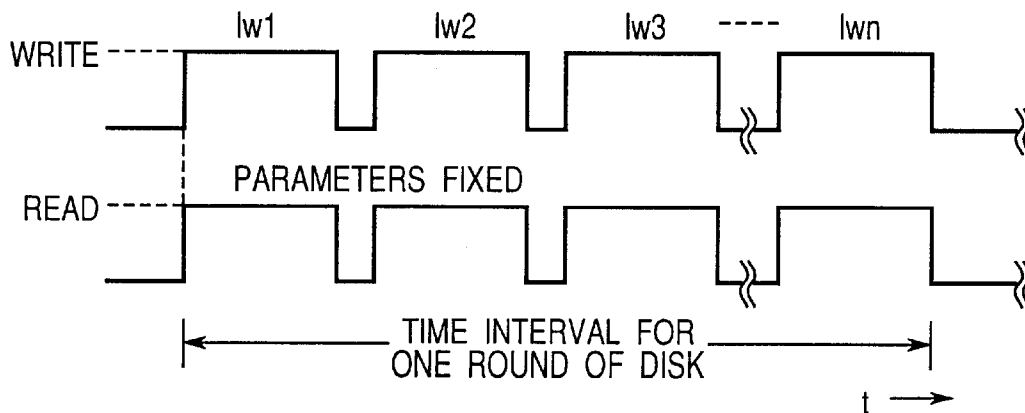 Iw1 Iw2 Iw3 Iwn
WRITE
PARAMETERS FIXED
READ
TIME INTERVAL FOR
ONE ROUND OF DISK
t